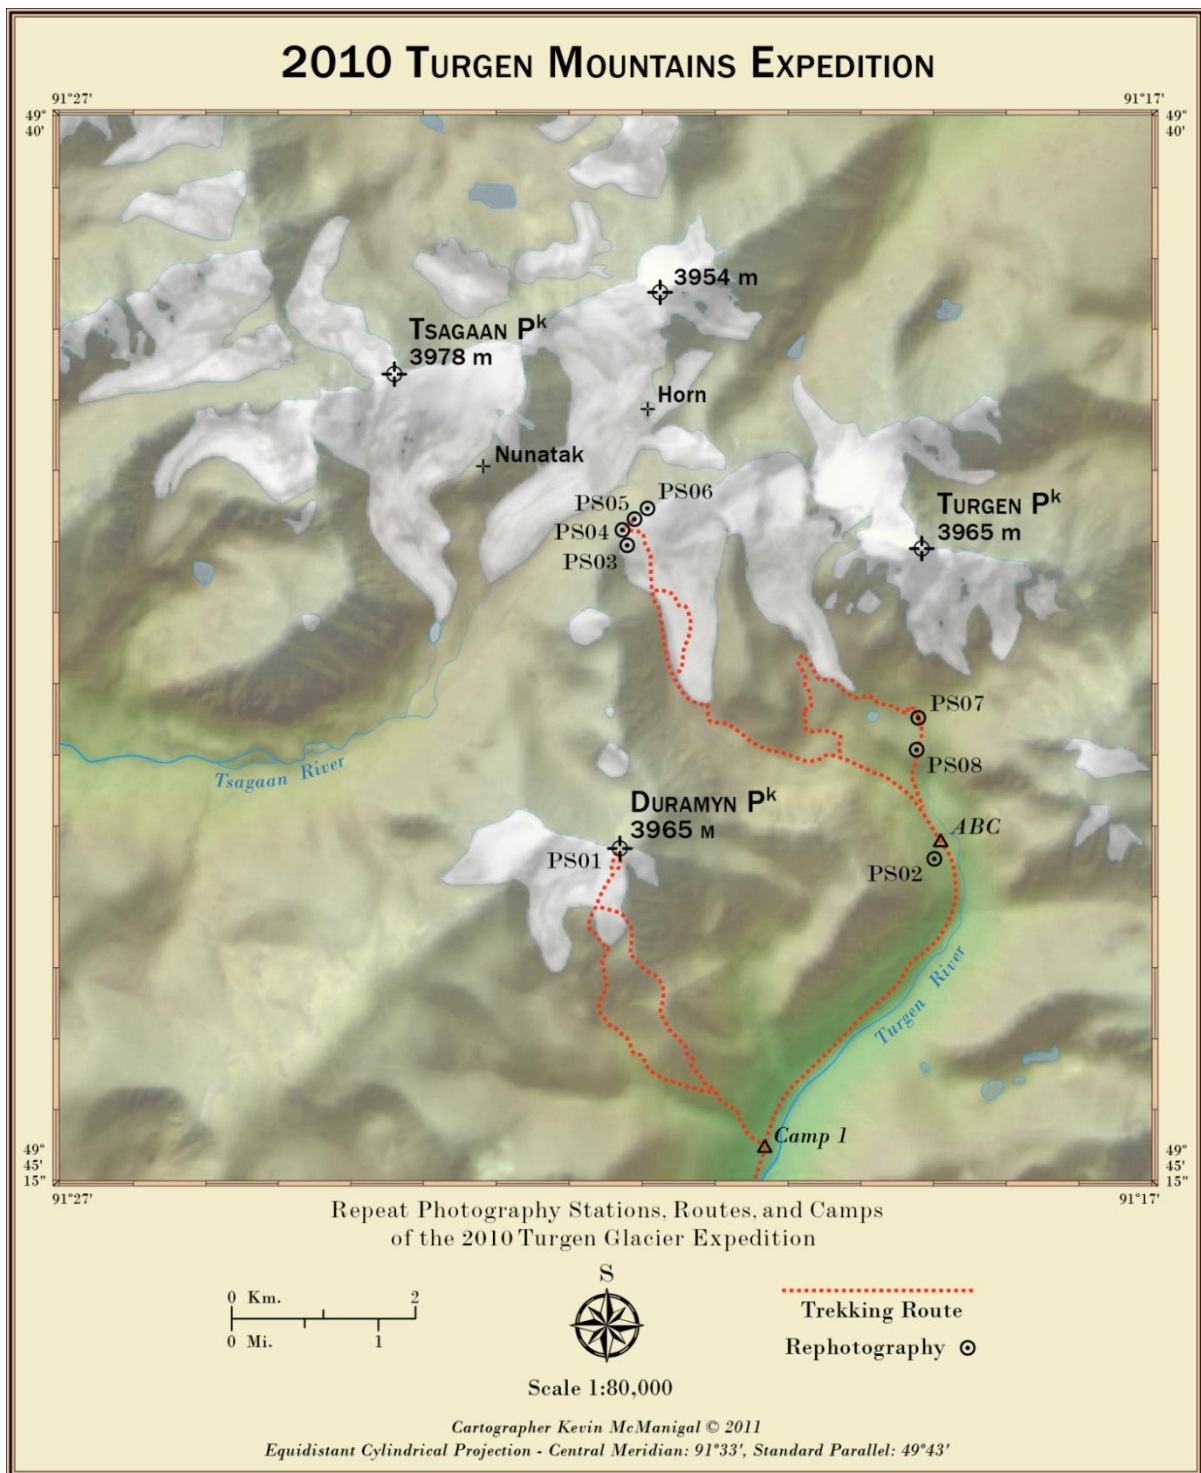 2010 Turgen Mountains Expedition
91°27'
91°17'
49°
40'
49°
40'
3954 m
Tsagaan Pk
3978 m
Horn
Nunatak
PS06
PS05
PS04
PS03
Turgen Pk
3965 m
PS07
PS08
Tsagaan River
Duramyn Pk
3965 m
PS01
ABC
PS02
Turgen River
Camp 1
49°
45'
15"
49°
45'
15"
91°27'
91°17'
Repeat Photography Stations, Routes, and Camps
of the 2010 Turgen Glacier Expedition
S
0 Km. 2
0 Mi. 1
Trekking Route
Rephotography
Scale 1:80,000
Cartographer Kevin McManigal © 2011
Equidistant Cylindrical Projection - Central Meridian: 91°33', Standard Parallel: 49°43'